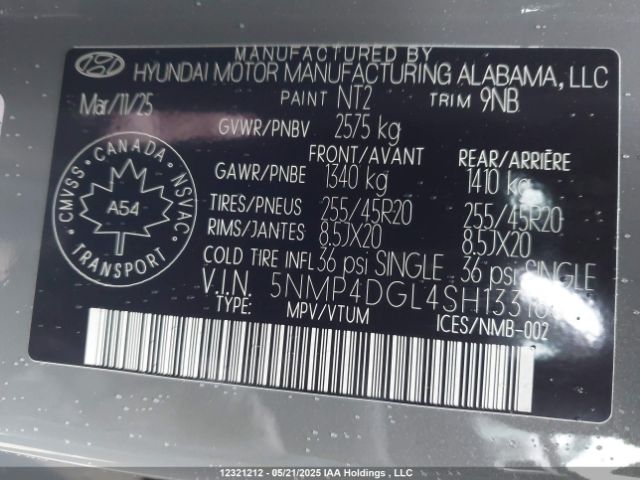 MANUFACTURED BY
HYUNDAI MOTOR MANUFACTURING ALABAMA, LLC
Mar/11/25 PAINT NT2 TRIM 9NB
GVWR/PNBV 2575 kg
FRONT/AVANT REAR/ARRIÈRE
GAWR/PNBE 1340 kg 1410 kg
TIRES/PNEUS 255/45R20 255/45R20
RIMS/JANTES 8.5JX20 8.5JX20
COLD TIRE INFL 36 psi SINGLE 36 psi SINGLE
V.I.N.
TYPE: MPV/VTUM ICES/NMB-002
CANADA
CMVSS NSVAC
A54
TRANSPORT
12321212 - 05/21/2025 IAA Holdings , LLC